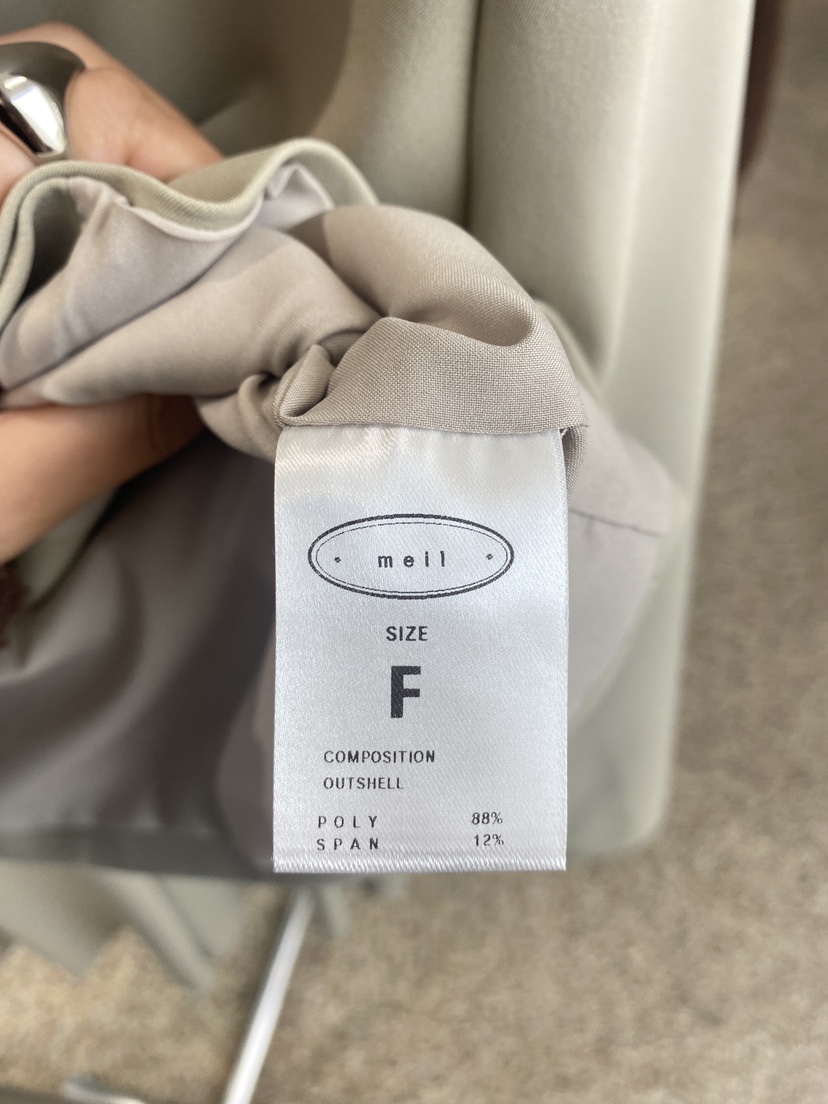 meil
SIZE
F
COMPOSITION
OUTSHELL
POLY 88%
SPAN 12%